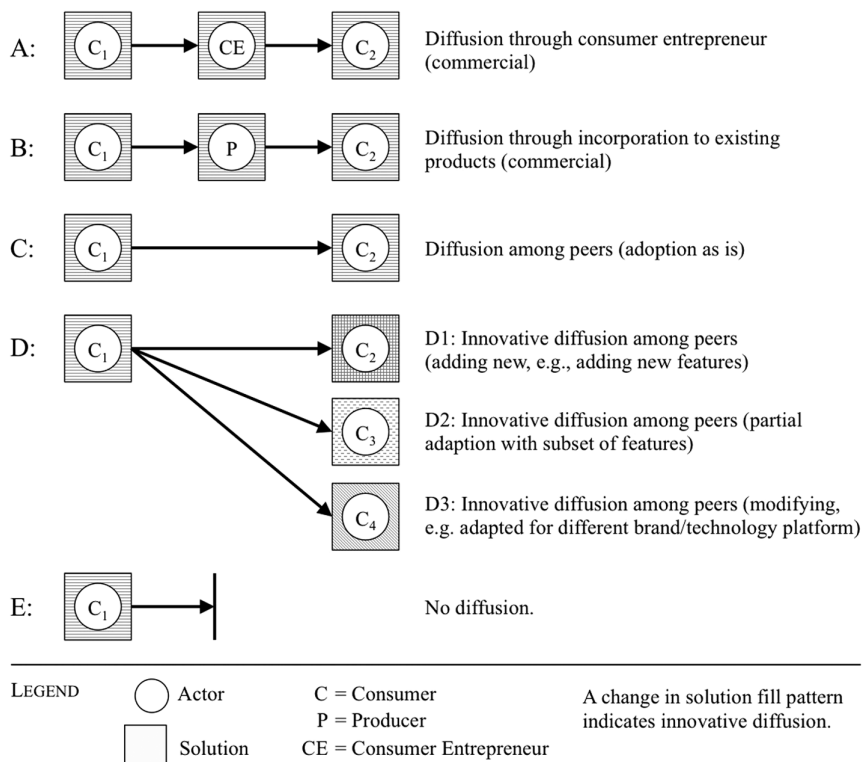 A: C1 CE C2 Diffusion through consumer entrepreneur
(commercial)
B: C1 P C2 Diffusion through incorporation to existing
products (commercial)
C: C1 C2 Diffusion among peers (adoption as is)
D: C1 C2 D1: Innovative diffusion among peers
(adding new, e.g., adding new features)
C3 D2: Innovative diffusion among peers (partial
adaption with subset of features)
C4 D3: Innovative diffusion among peers (modifying,
e.g. adapted for different brand/technology platform)
E: C1 No diffusion.
LEGEND Actor C = Consumer A change in solution fill pattern
P = Producer indicates innovative diffusion.
Solution CE = Consumer Entrepreneur